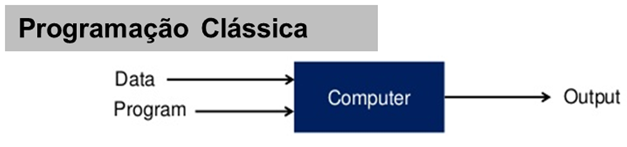 Programação Clássica
Data
Program
Computer
Output